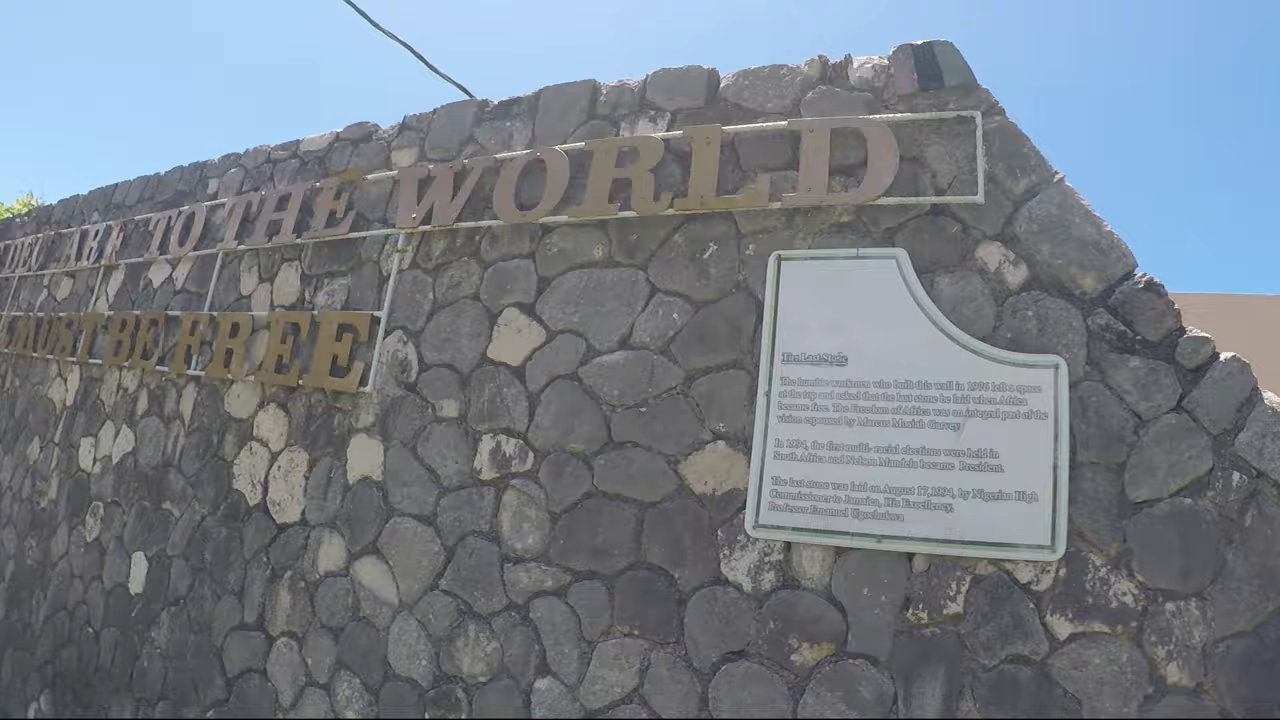 ARE TO THE WORLD
MUST BE FREE
The Last Stone
The humble workmen who built this wall in 1976 left a space
at the top and asked that the last stone be laid when Africa
became free. The Freedom of Africa was an integral part of the
vision espoused by Marcus Mosiah Garvey
In 1994, the first multi- racial elections were held in
South Africa and Nelson Mandela became President.
The last stone was laid on August 17,1994, by Nigerian High
Commissioner to Jamaica, His Excellency,
Professor Emanuel Ugochukwa